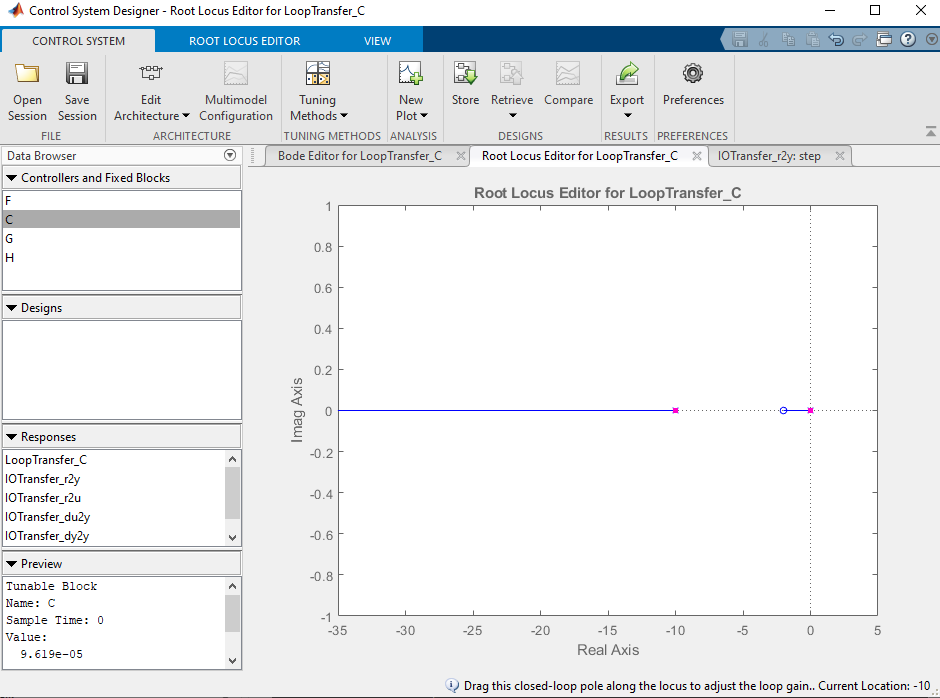 Control System Designer - Root Locus Editor for LoopTransfer_C
CONTROL SYSTEM ROOT LOCUS EDITOR VIEW
Open Session
Save Session
FILE
Edit Architecture
Multimodel Configuration
ARCHITECTURE
Tuning Methods
TUNING METHODS
New Plot
ANALYSIS
Store Retrieve Compare
DESIGNS
Export
RESULTS
Preferences
PREFERENCES
Data Browser
Controllers and Fixed Blocks
F
C
G
H
Designs
Responses
LoopTransfer_C
IOTransfer_r2y
IOTransfer_r2u
IOTransfer_du2y
IOTransfer_dy2y
Preview
Tunable Block
Name: C
Sample Time: 0
Value:
9.619e-05
Bode Editor for LoopTransfer_C Root Locus Editor for LoopTransfer_C IOTransfer_r2y: step
Root Locus Editor for LoopTransfer_C
1
0.8
0.6
0.4
0.2
0
-0.2
-0.4
-0.6
-0.8
-1
Imag Axis
-35 -30 -25 -20 -15 -10 -5 0 5
Real Axis
Drag this closed-loop pole along the locus to adjust the loop gain.. Current Location: -10